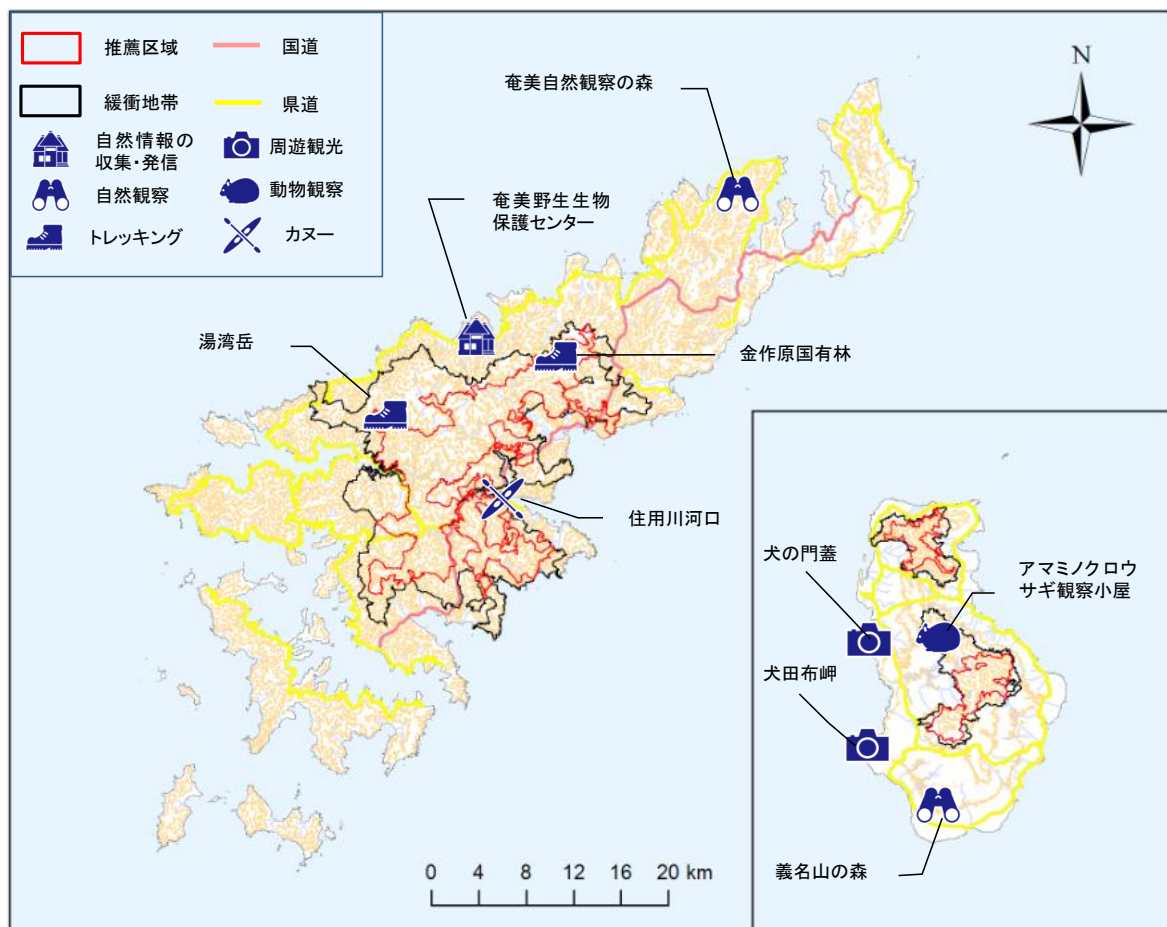 推薦区域
国道
緩衝地帯
県道
自然情報の
収集・発信
周遊観光
自然観察
動物観察
トレッキング
カヌー
N
奄美自然観察の森
奄美野生生物
保護センター
湯湾岳
金作原国有林
住用川河口
犬の門蓋
アマミノクロウ
サギ観察小屋
犬田布岬
義名山の森
0 4 8 12 16 20 km